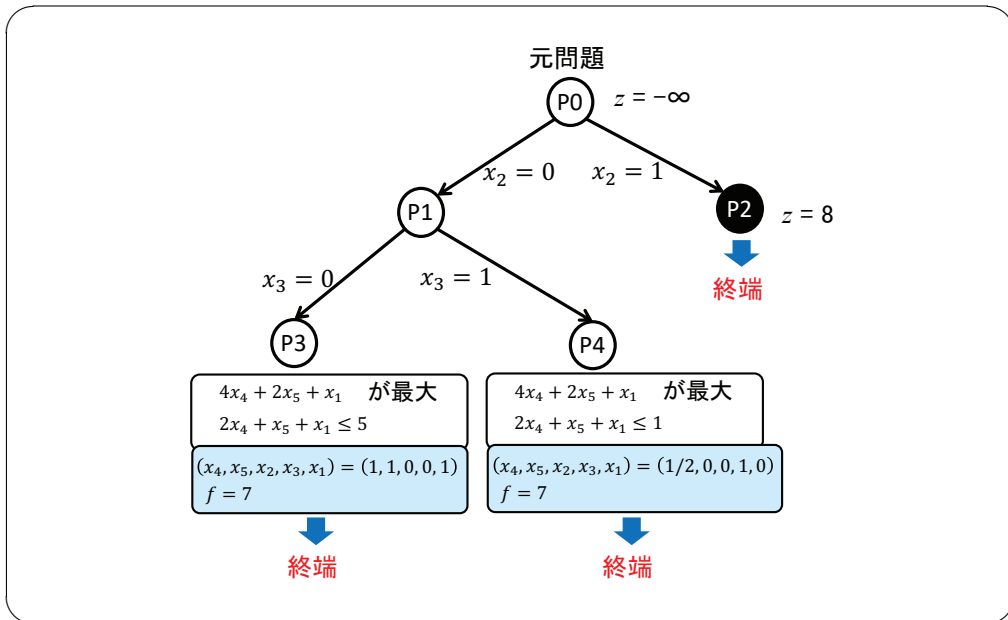 元問題
P0
z = −∞
x₂ = 0
x₂ = 1
P1
P2
z = 8
終端
x₃ = 0
x₃ = 1
P3
P4
4x₄ + 2x₅ + x₁ が最大
2x₄ + x₅ + x₁ ≤ 5
(x₄, x₅, x₂, x₃, x₁) = (1, 1, 0, 0, 1)
f = 7
終端
4x₄ + 2x₅ + x₁ が最大
2x₄ + x₅ + x₁ ≤ 1
(x₄, x₅, x₂, x₃, x₁) = (1/2, 0, 0, 1, 0)
f = 7
終端